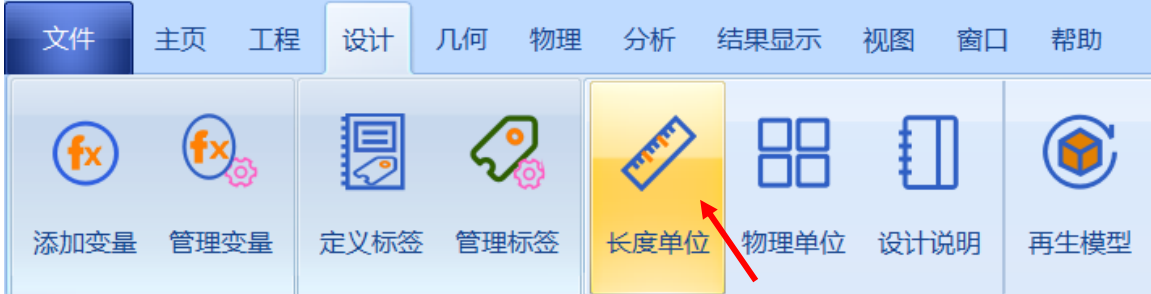 文件 主页 工程 设计 几何 物理 分析 结果显示 视图 窗口 帮助
fx fx
添加变量 管理变量 定义标签 管理标签 长度单位 物理单位 设计说明 再生模型